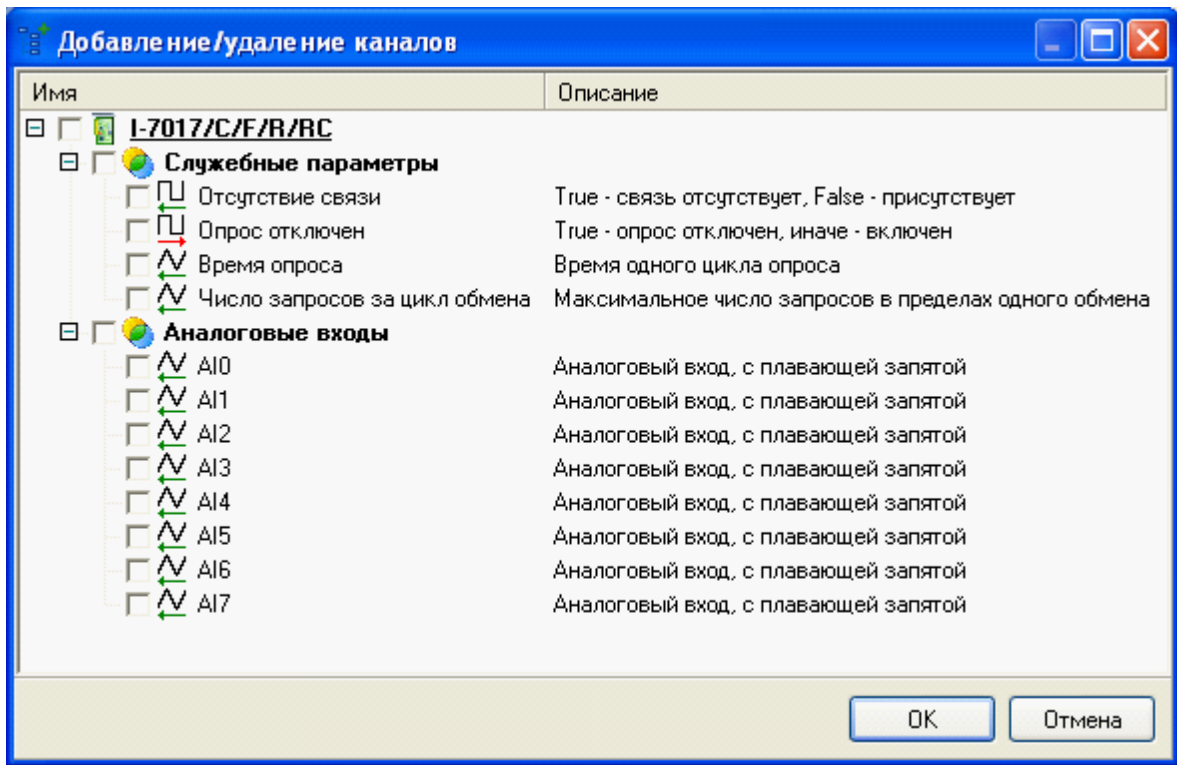 Добавление/удаление каналов
Имя Описание
I-7017/C/F/R/RC
Служебные параметры
Отсутствие связи True - связь отсутствует, False - присутствует
Опрос отключен True - опрос отключен, иначе - включен
Время опроса Время одного цикла опроса
Число запросов за цикл обмена Максимальное число запросов в пределах одного обмена
Аналоговые входы
AI0 Аналоговый вход, с плавающей запятой
AI1 Аналоговый вход, с плавающей запятой
AI2 Аналоговый вход, с плавающей запятой
AI3 Аналоговый вход, с плавающей запятой
AI4 Аналоговый вход, с плавающей запятой
AI5 Аналоговый вход, с плавающей запятой
AI6 Аналоговый вход, с плавающей запятой
AI7 Аналоговый вход, с плавающей запятой
OK Отмена